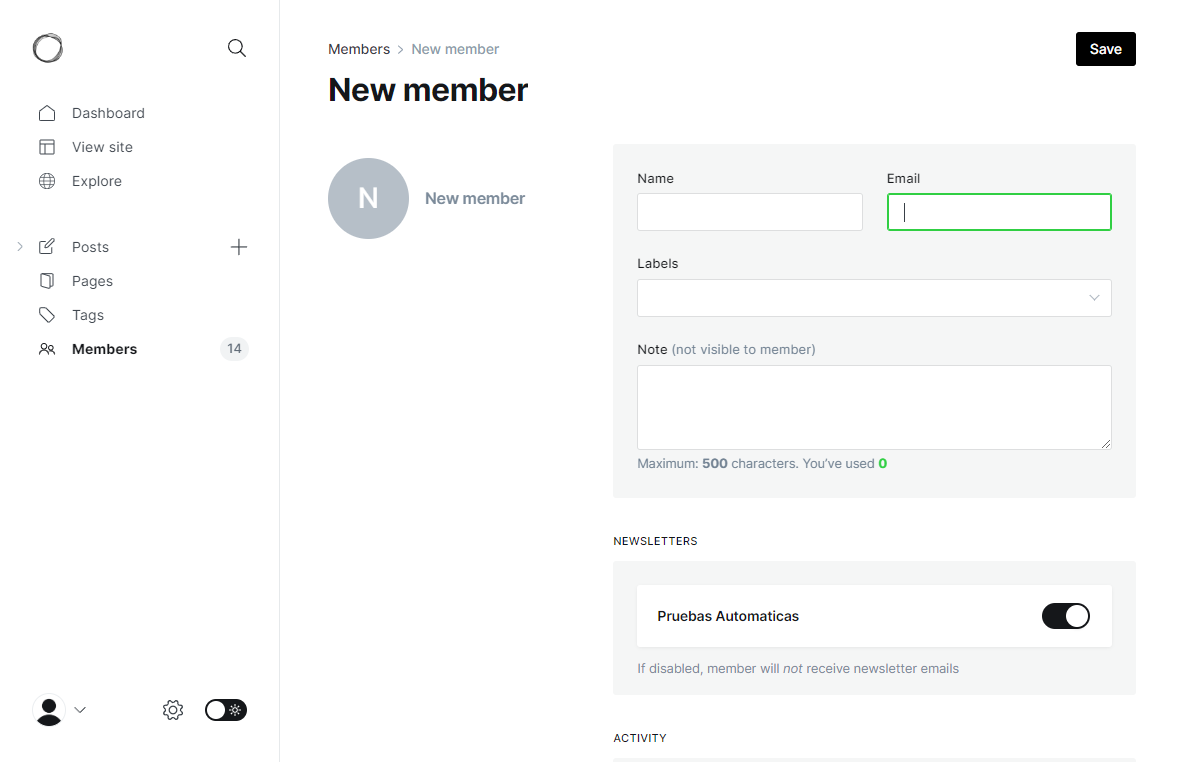 Dashboard
View site
Explore
Posts
Pages
Tags
Members 14
Members > New member
Save
New member
N
New member
Name
Email
Labels
Note (not visible to member)
Maximum: 500 characters. You’ve used 0
NEWSLETTERS
Pruebas Automaticas
If disabled, member will not receive newsletter emails
ACTIVITY